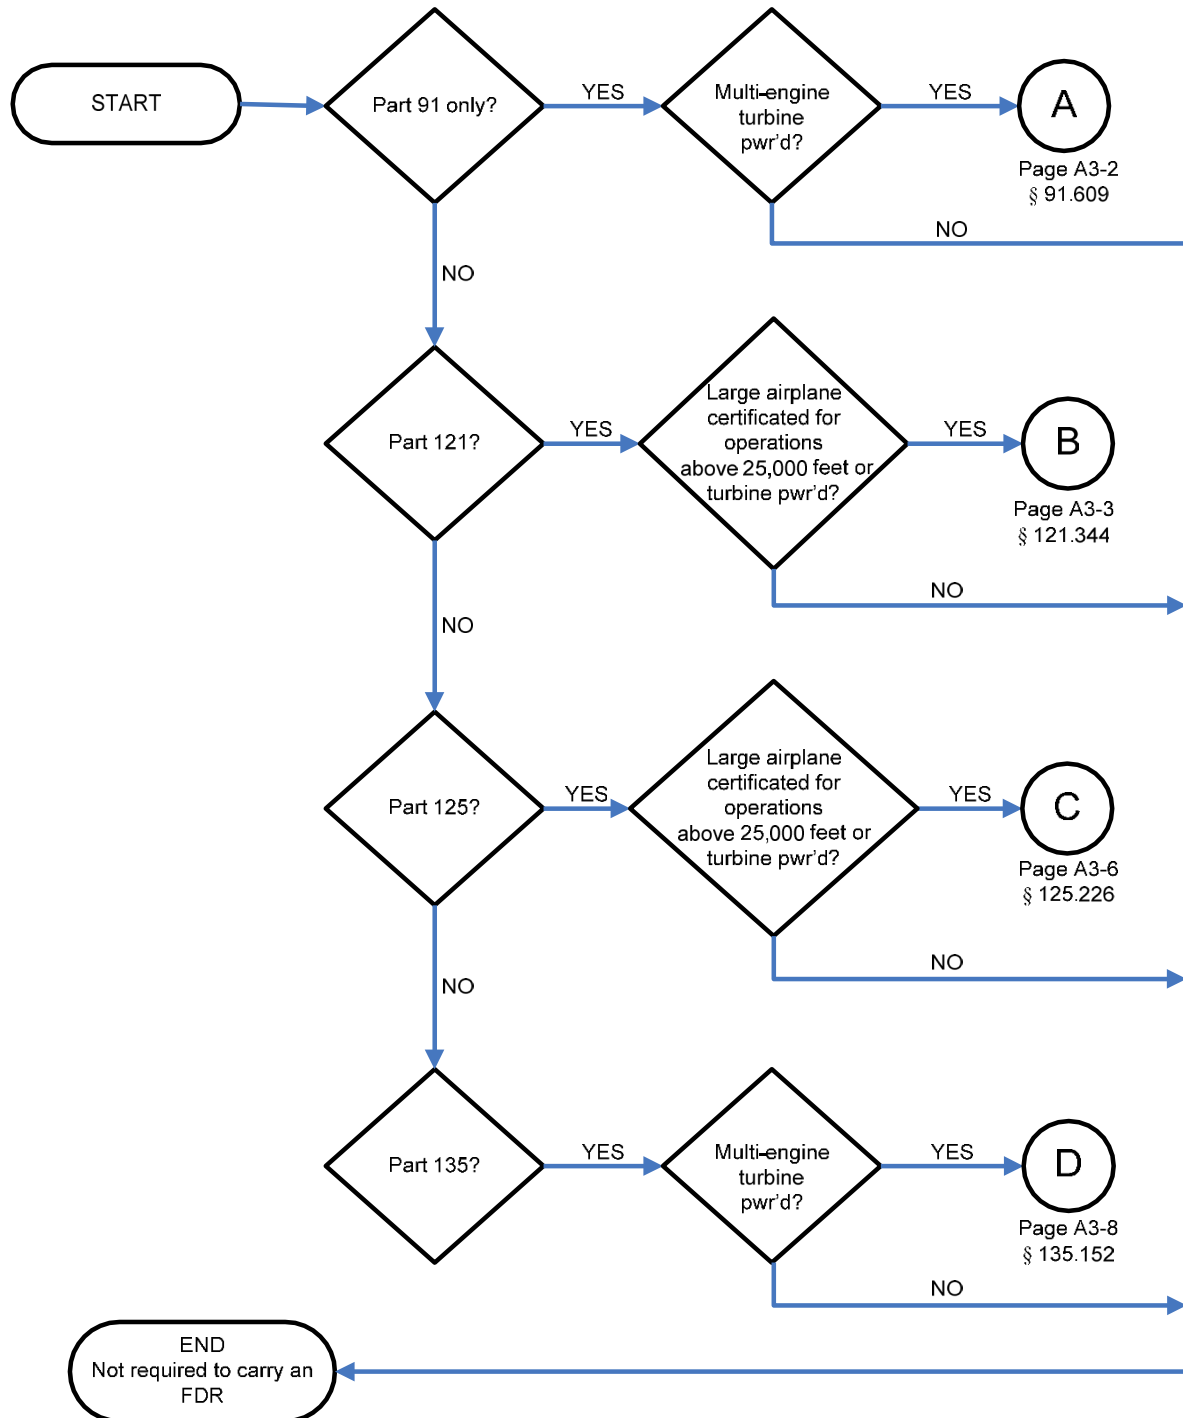 START
Part 91 only?
YES
Multi-engine
turbine
pwr'd?
YES
A
Page A3-2
§ 91.609
NO
NO
Part 121?
YES
Large airplane
certificated for
operations
above 25,000 feet or
turbine pwr'd?
YES
B
Page A3-3
§ 121.344
NO
NO
Part 125?
YES
Large airplane
certificated for
operations
above 25,000 feet or
turbine pwr'd?
YES
C
Page A3-6
§ 125.226
NO
NO
Part 135?
YES
Multi-engine
turbine
pwr'd?
YES
D
Page A3-8
§ 135.152
NO
END
Not required to carry an
FDR